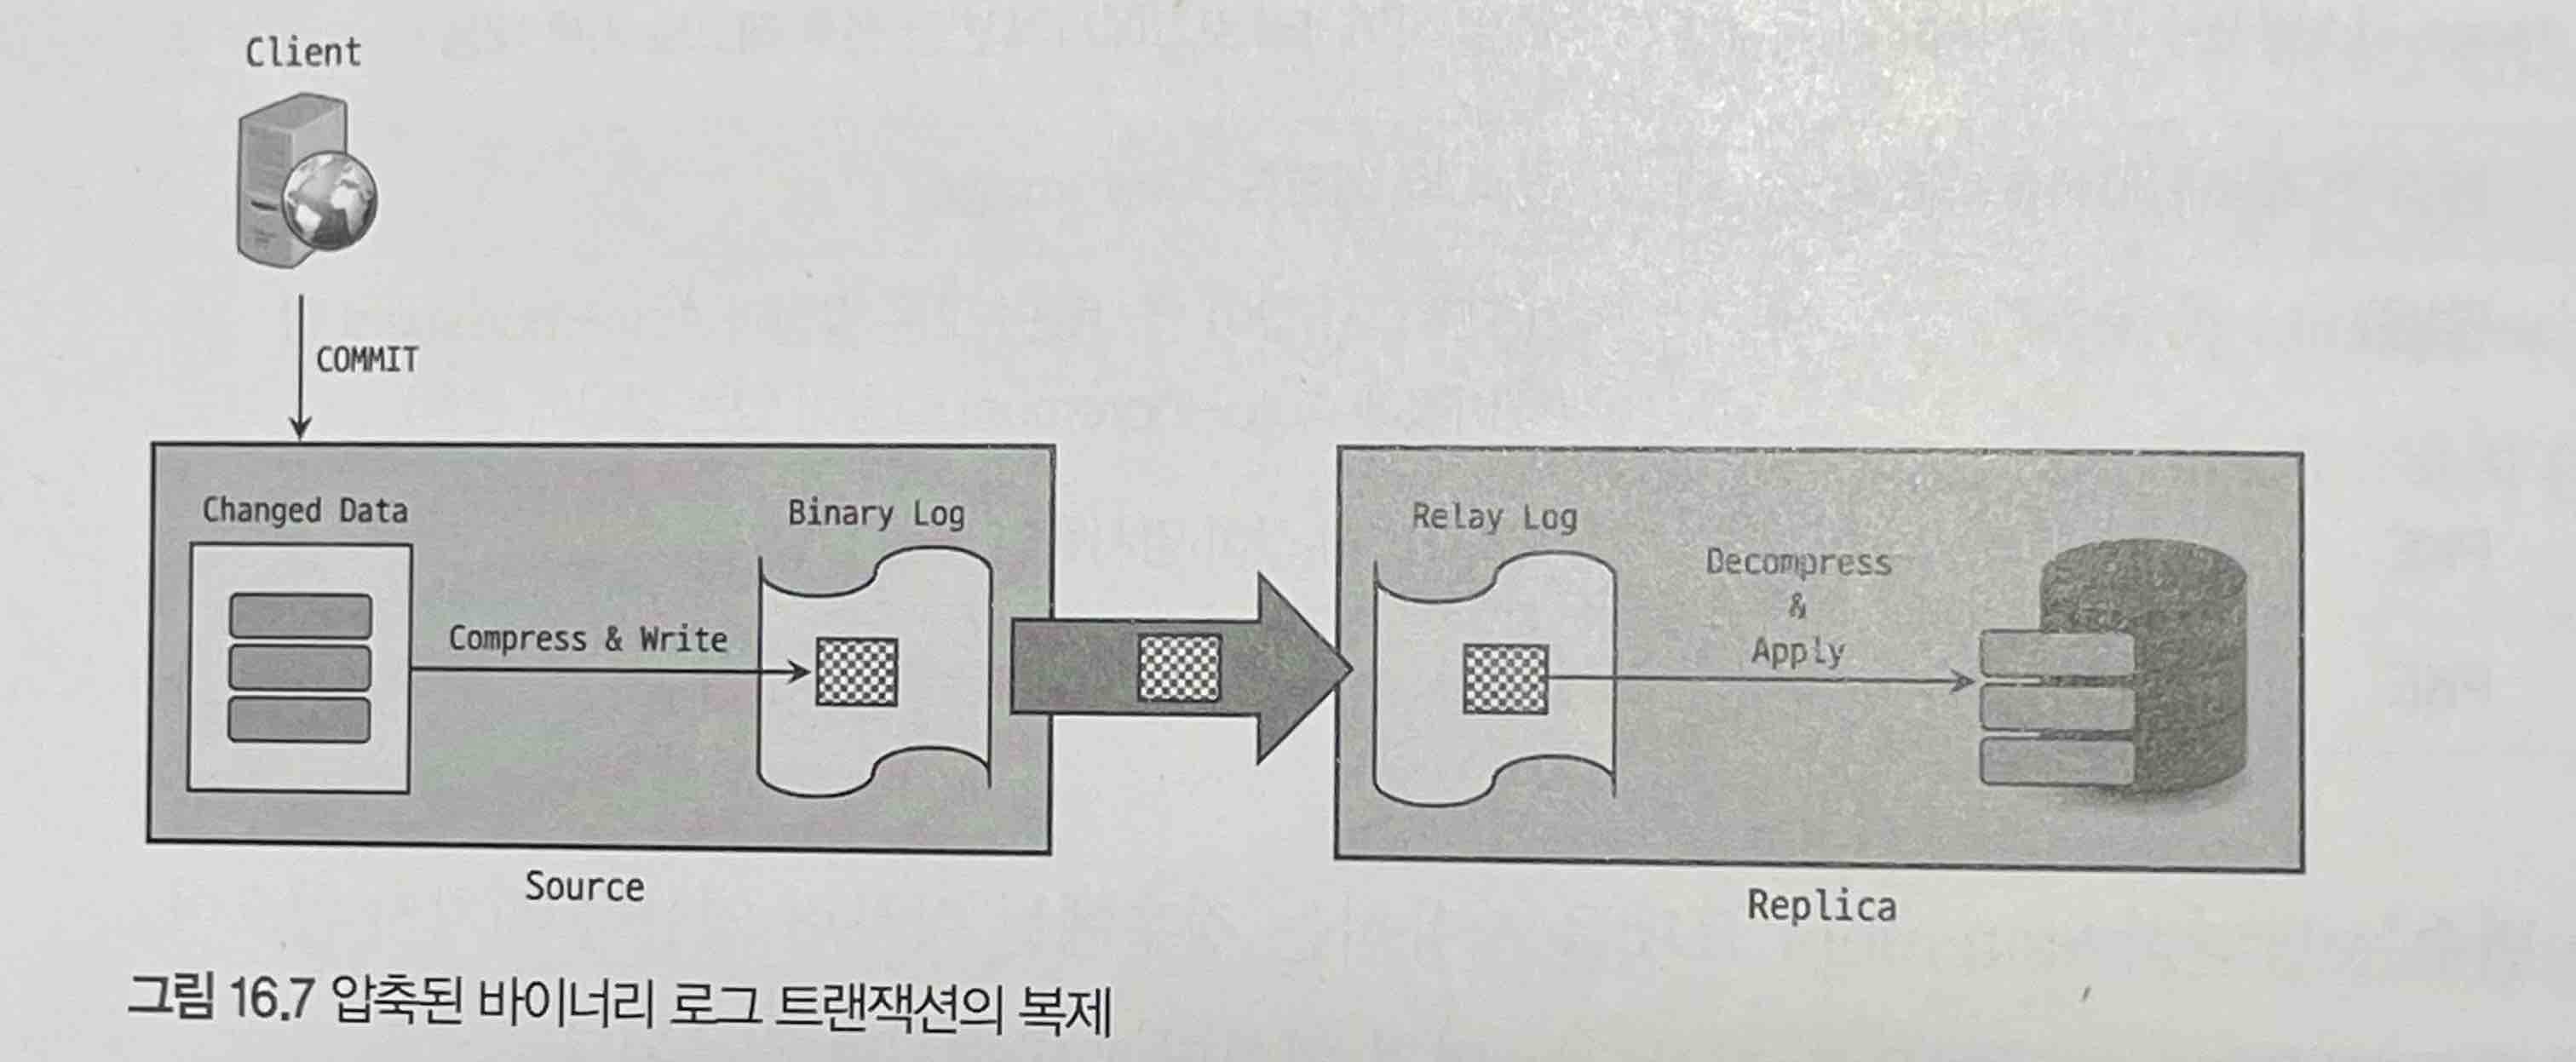 Client
COMMIT
Changed Data
Compress & Write
Binary Log
Source
Relay Log
Decompress
&
Apply
Replica
그림 16.7 압축된 바이너리 로그 트랜잭션의 복제